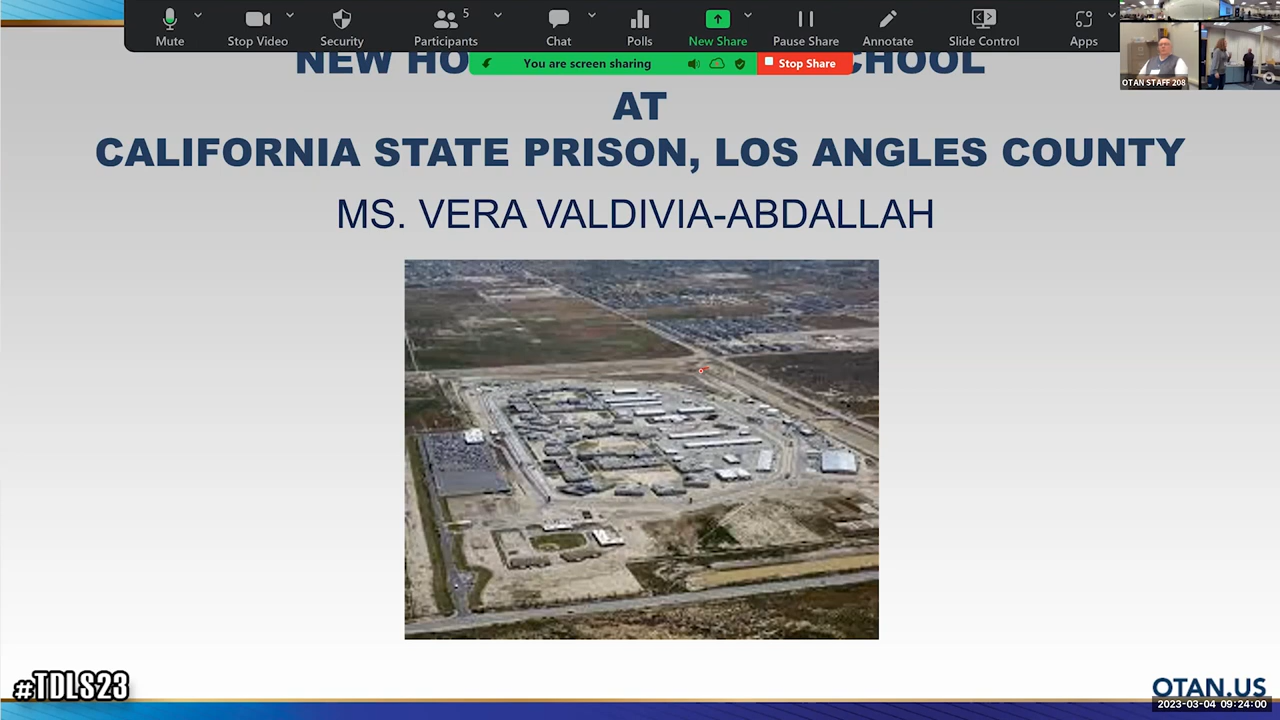 5
Mute
Stop Video
Security
Participants
Chat
Polls
New Share
Pause Share
Annotate
Slide Control
Apps
You are screen sharing
Stop Share
OTAN STAFF 208
NEW HO CHOOL
AT
CALIFORNIA STATE PRISON, LOS ANGLES COUNTY
MS. VERA VALDIVIA-ABDALLAH
#TDLS23
OTAN.US
2023-03-04 09:24:00